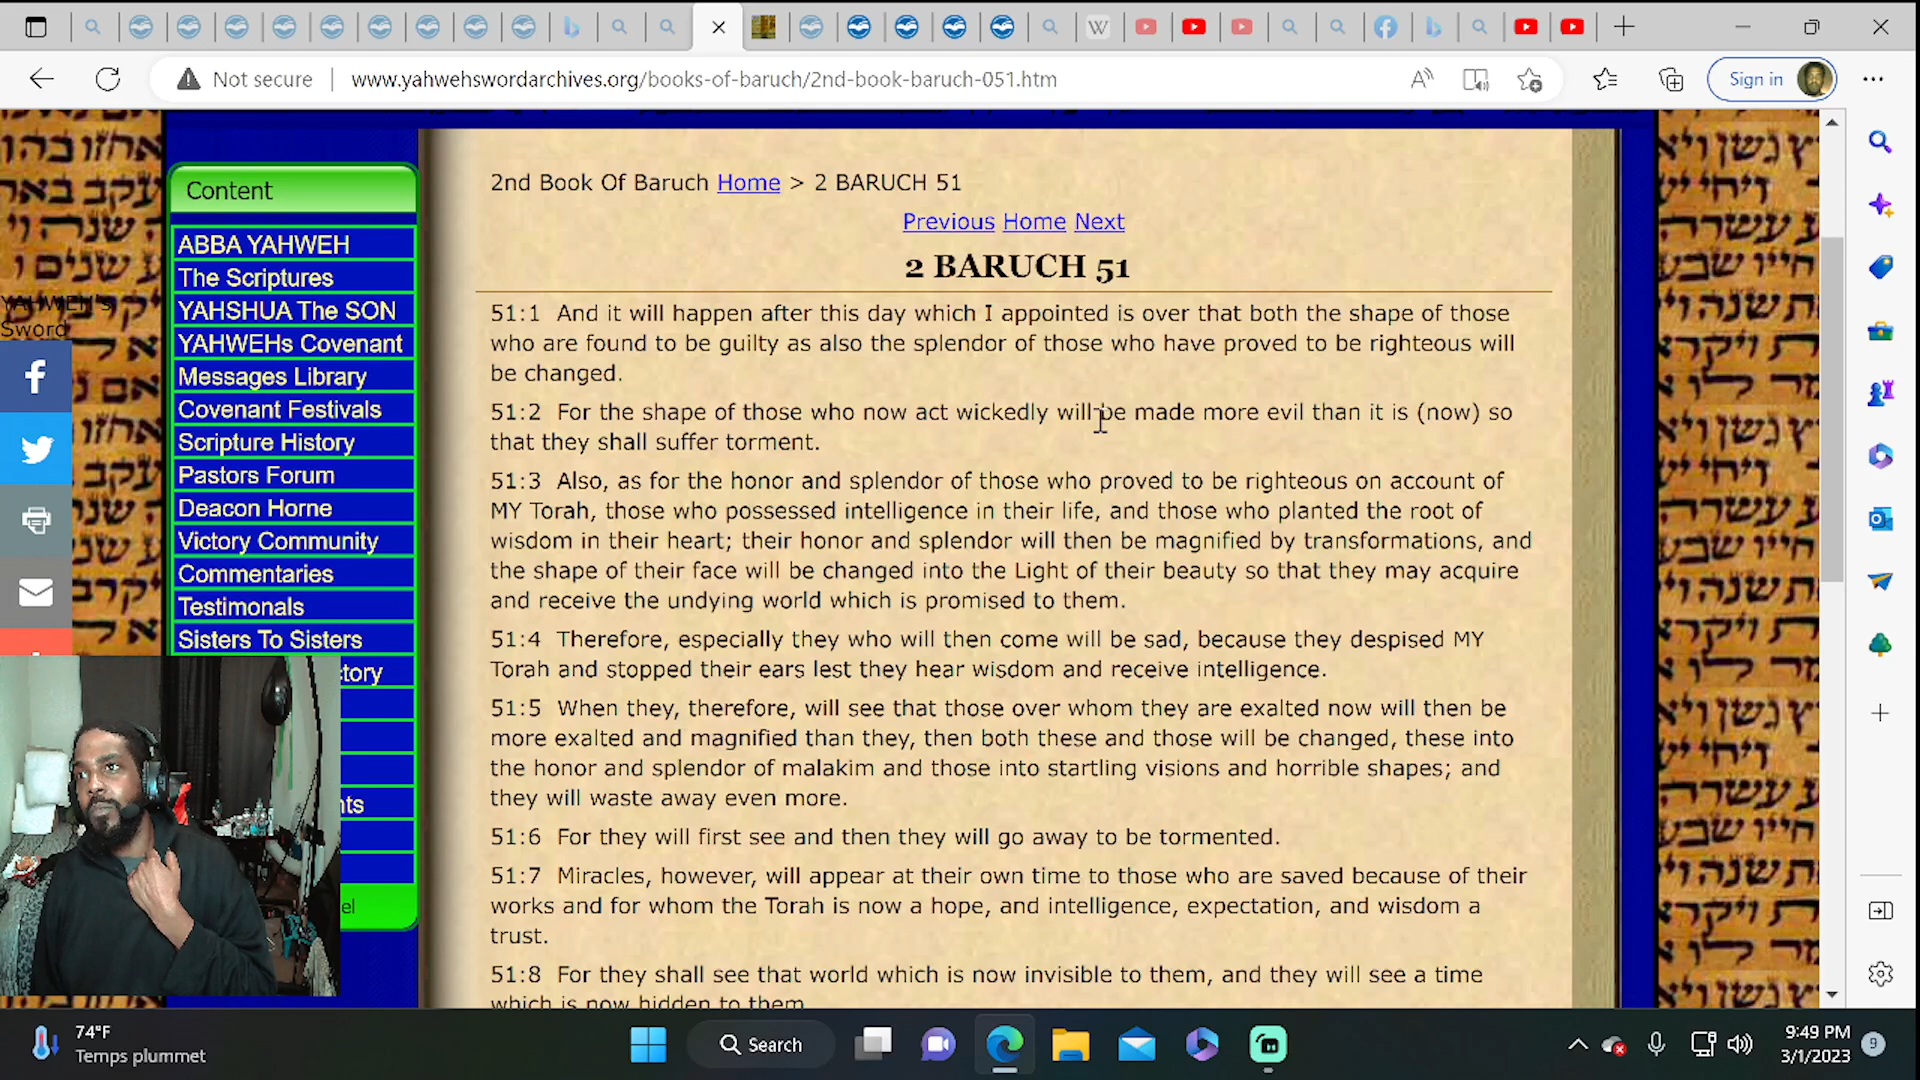 Not secure
www.yahwehswordarchives.org/books-of-baruch/2nd-book-baruch-051.htm
Sign in
Content
ABBA YAHWEH
The Scriptures
YAHSHUA The SON
YAHWEHs Covenant
Messages Library
Covenant Festivals
Scripture History
Pastors Forum
Deacon Horne
Victory Community
Commentaries
Testimonals
Sisters To Sisters
tory
nts
el
YAHWEH's
Sword
2nd Book Of Baruch Home > 2 BARUCH 51
Previous Home Next
2 BARUCH 51
51:1 And it will happen after this day which I appointed is over that both the shape of those
who are found to be guilty as also the splendor of those who have proved to be righteous will
be changed.
51:2 For the shape of those who now act wickedly will be made more evil than it is (now) so
that they shall suffer torment.
51:3 Also, as for the honor and splendor of those who proved to be righteous on account of
MY Torah, those who possessed intelligence in their life, and those who planted the root of
wisdom in their heart; their honor and splendor will then be magnified by transformations, and
the shape of their face will be changed into the Light of their beauty so that they may acquire
and receive the undying world which is promised to them.
51:4 Therefore, especially they who will then come will be sad, because they despised MY
Torah and stopped their ears lest they hear wisdom and receive intelligence.
51:5 When they, therefore, will see that those over whom they are exalted now will then be
more exalted and magnified than they, then both these and those will be changed, these into
the honor and splendor of malakim and those into startling visions and horrible shapes; and
they will waste away even more.
51:6 For they will first see and then they will go away to be tormented.
51:7 Miracles, however, will appear at their own time to those who are saved because of their
works and for whom the Torah is now a hope, and intelligence, expectation, and wisdom a
trust.
51:8 For they shall see that world which is now invisible to them, and they will see a time
which is now hidden to them.
74°F
Temps plummet
Search
9:49 PM
3/1/2023
9